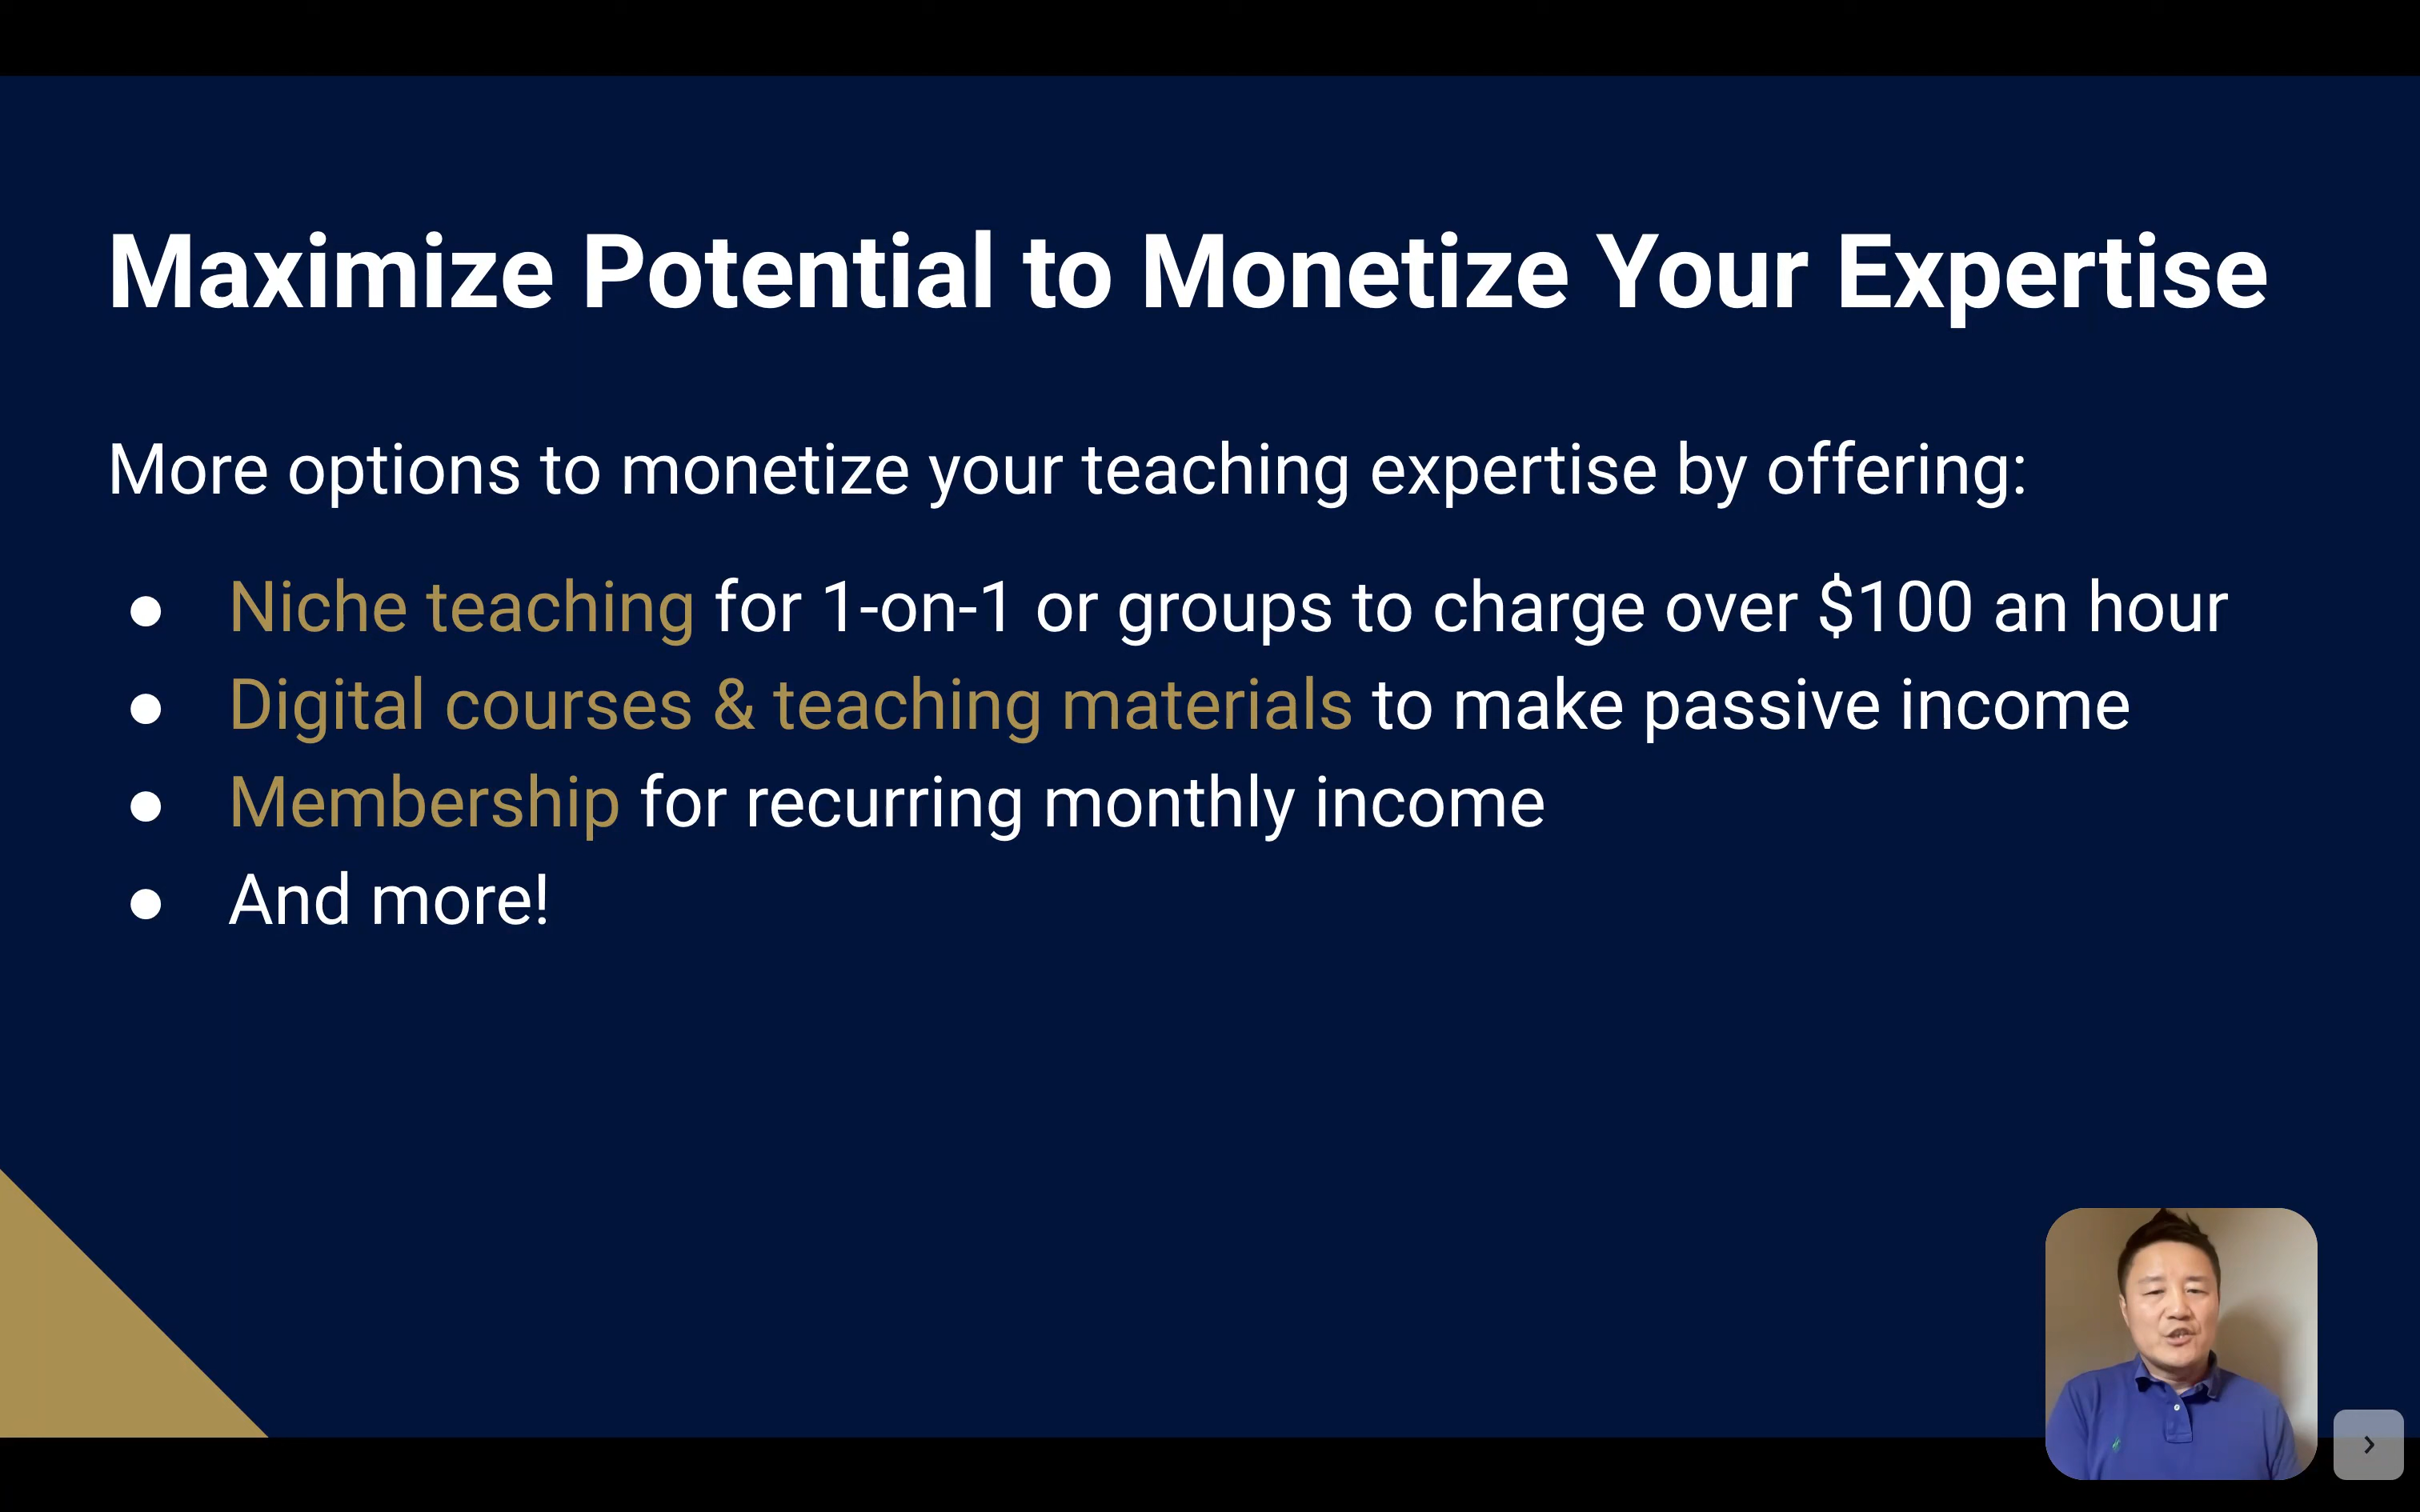 Maximize Potential to Monetize Your Expertise
More options to monetize your teaching expertise by offering:
● Niche teaching for 1-on-1 or groups to charge over $100 an hour
● Digital courses & teaching materials to make passive income
● Membership for recurring monthly income
● And more!